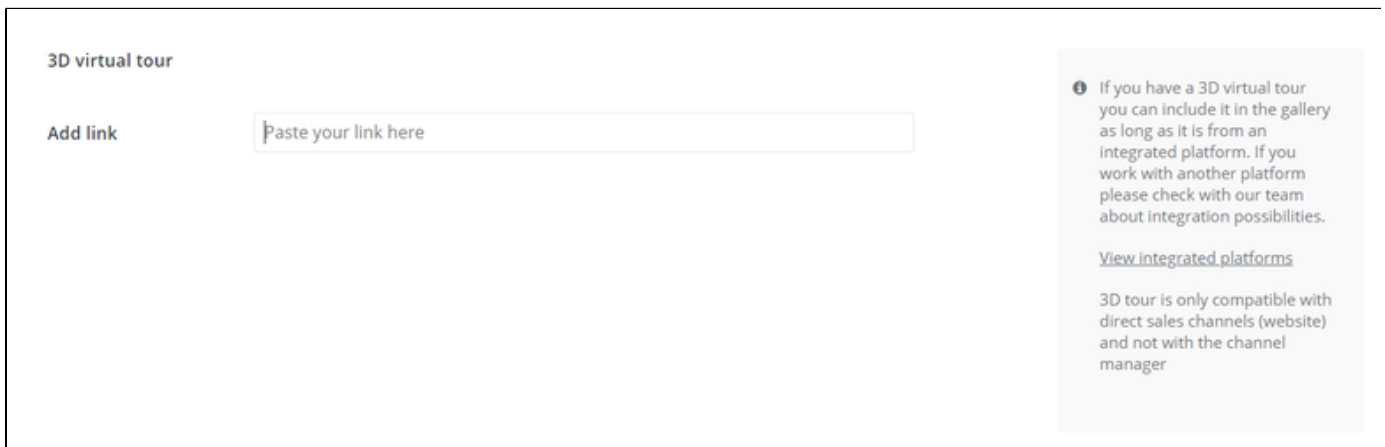 3D virtual tour
Add link
Paste your link here
If you have a 3D virtual tour
you can include it in the gallery
as long as it is from an
integrated platform. If you
work with another platform
please check with our team
about integration possibilities.
View integrated platforms
3D tour is only compatible with
direct sales channels (website)
and not with the channel
manager